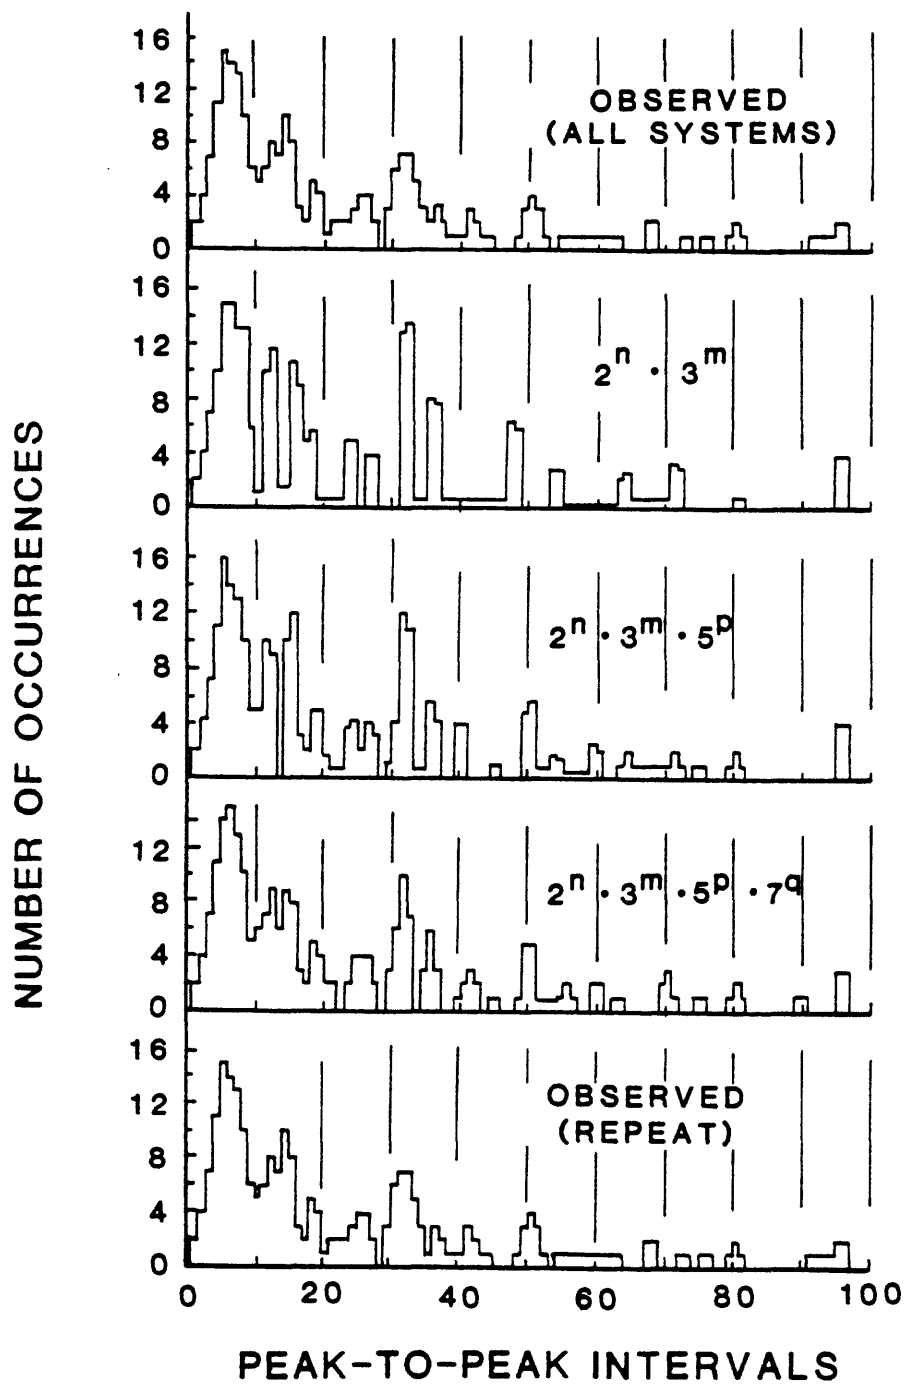 NUMBER OF OCCURRENCES
16
12
8
4
0
OBSERVED
(ALL SYSTEMS)
16
12
8
4
0
2ⁿ · 3ᵐ
16
12
8
4
0
2ⁿ · 3ᵐ · 5ᵖ
12
8
4
0
2ⁿ · 3ᵐ · 5ᵖ · 7^q
16
12
8
4
0
OBSERVED
(REPEAT)
0 20 40 60 80 100
PEAK-TO-PEAK INTERVALS